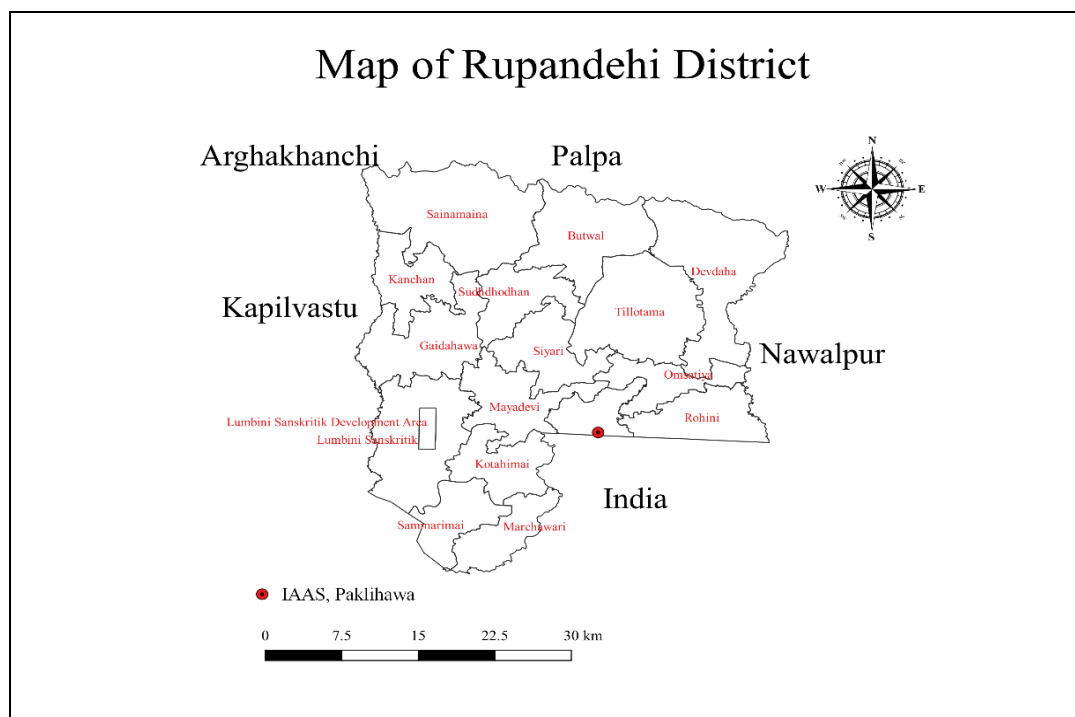 Map of Rupandehi District
Arghakhanchi
Palpa
N
W
E
S
Sainamaina
Butwal
Devdaha
Kanchan
Sudhdhodhan
Kapilvastu
Tillotama
Gaidahawa
Siyari
Nawalpur
Omsatiya
Mayadevi
Rohini
Lumbini Sanskritik Development Area
Lumbini Sanskritik
Kotahimai
India
Sammarimai
Marchawari
IAAS, Paklihawa
0 7.5 15 22.5 30 km